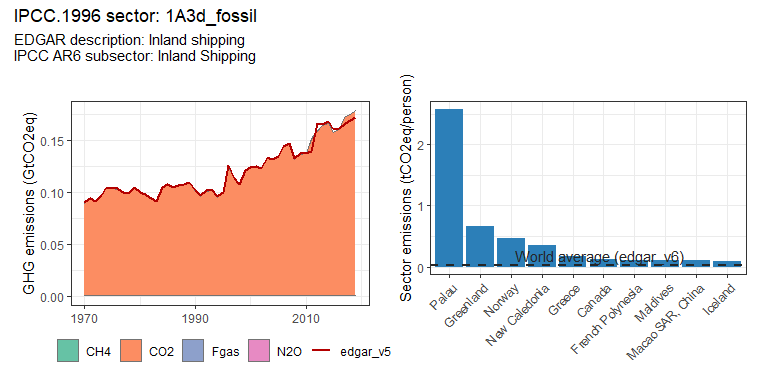 IPCC.1996 sector: 1A3d_fossil
EDGAR description: Inland shipping
IPCC AR6 subsector: Inland Shipping
GHG emissions (GtCO2eq)
0.15
0.10
0.05
0.00
1970
1990
2010
CH4
CO2
Fgas
N2O
edgar_v5
Sector emissions (tCO2eq/person)
2
1
0
World average (edgar_v6)
Palau
Greenland
Norway
New Caledonia
Greece
Canada
French Polynesia
Maldives
Macao SAR, China
Iceland